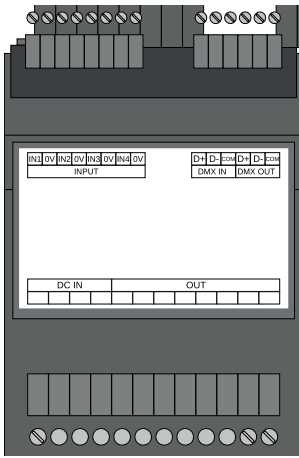 IN1 0V IN2 0V IN3 0V IN4 0V D+ D- COM D+ D- COM
INPUT DMX IN DMX OUT
DC IN OUT